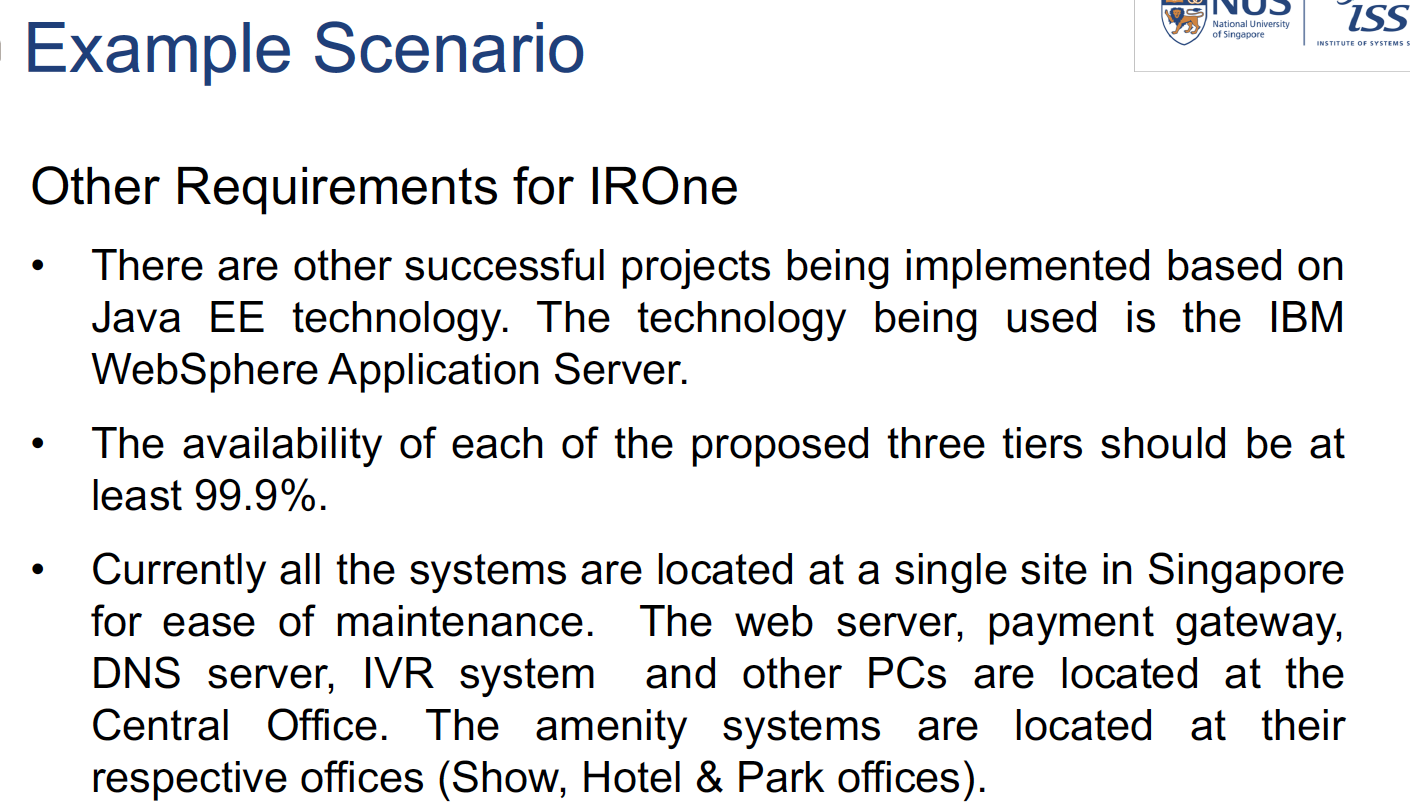 Example Scenario
NUS
National University
of Singapore
ISS
INSTITUTE OF SYSTEMS
Other Requirements for IROne
• There are other successful projects being implemented based on
Java EE technology. The technology being used is the IBM
WebSphere Application Server.
• The availability of each of the proposed three tiers should be at
least 99.9%.
• Currently all the systems are located at a single site in Singapore
for ease of maintenance. The web server, payment gateway,
DNS server, IVR system and other PCs are located at the
Central Office. The amenity systems are located at their
respective offices (Show, Hotel & Park offices).